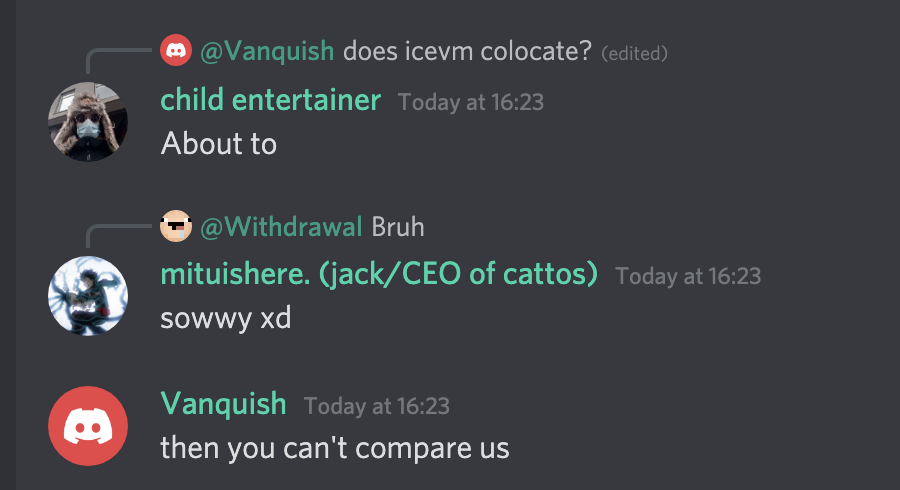 @Vanquish does icevm colocate? (edited)
child entertainer Today at 16:23
About to
@Withdrawal Bruh
mituishere. (jack/CEO of cattos) Today at 16:23
sowwy xd
Vanquish Today at 16:23
then you can't compare us